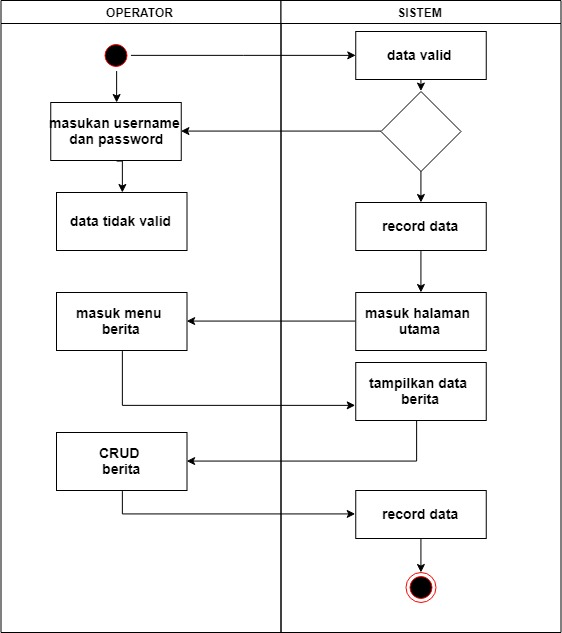 OPERATOR
SISTEM
data valid
masukan username
dan password
data tidak valid
record data
masuk menu
berita
masuk halaman
utama
tampilkan data
berita
CRUD
berita
record data